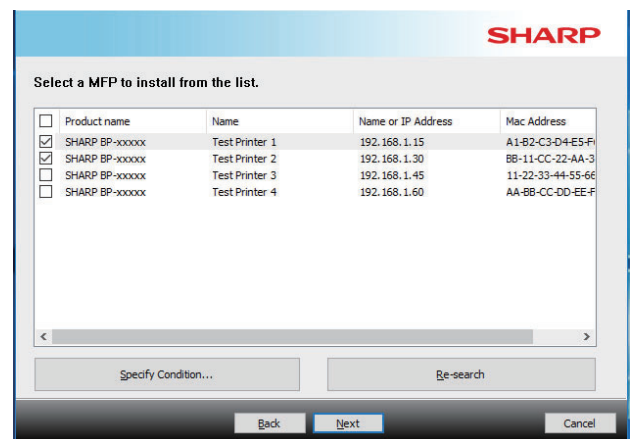 SHARP
Select a MFP to install from the list.
Product name Name Name or IP Address Mac Address
SHARP BP-xxxxx Test Printer 1 192.168.1.15 A1-B2-C3-D4-E5-F
SHARP BP-xxxxx Test Printer 2 192.168.1.30 BB-11-CC-22-AA-3
SHARP BP-xxxxx Test Printer 3 192.168.1.45 11-22-33-44-55-66
SHARP BP-xxxxx Test Printer 4 192.168.1.60 AA-BB-CC-DD-EE-F
Specify Condition... Re-search
Back Next Cancel